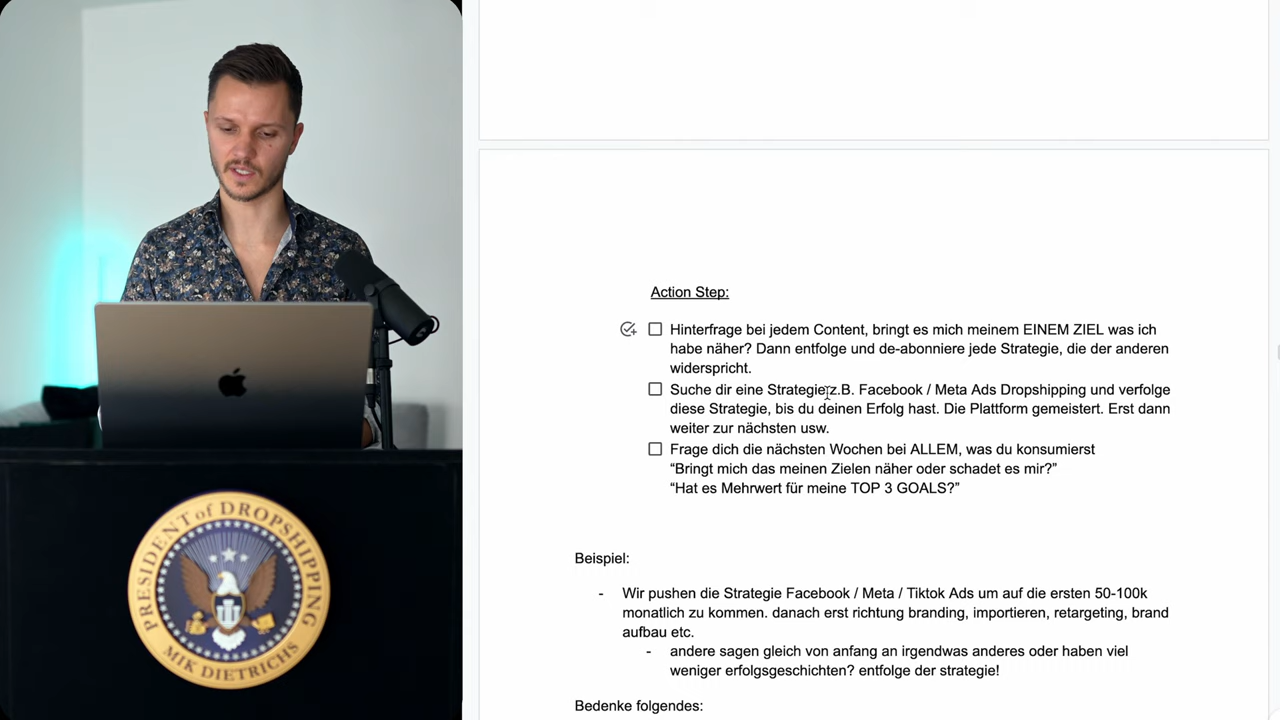 PRESIDENT of DROPSHIPPING
MIK DIETRICHS
Action Step:
Hinterfrage bei jedem Content, bringt es mich meinem EINEM ZIEL was ich
habe näher? Dann entfolge und de-abonniere jede Strategie, die der anderen
widerspricht.
Suche dir eine Strategie z.B. Facebook / Meta Ads Dropshipping und verfolge
diese Strategie, bis du deinen Erfolg hast. Die Plattform gemeistert. Erst dann
weiter zur nächsten usw.
Frage dich die nächsten Wochen bei ALLEM, was du konsumierst
“Bringt mich das meinen Zielen näher oder schadet es mir?”
“Hat es Mehrwert für meine TOP 3 GOALS?”
Beispiel:
- Wir pushen die Strategie Facebook / Meta / Tiktok Ads um auf die ersten 50-100k
monatlich zu kommen. danach erst richtung branding, importieren, retargeting, brand
aufbau etc.
- andere sagen gleich von anfang an irgendwas anderes oder haben viel
weniger erfolgsgeschichten? entfolge der strategie!
Bedenke folgendes: